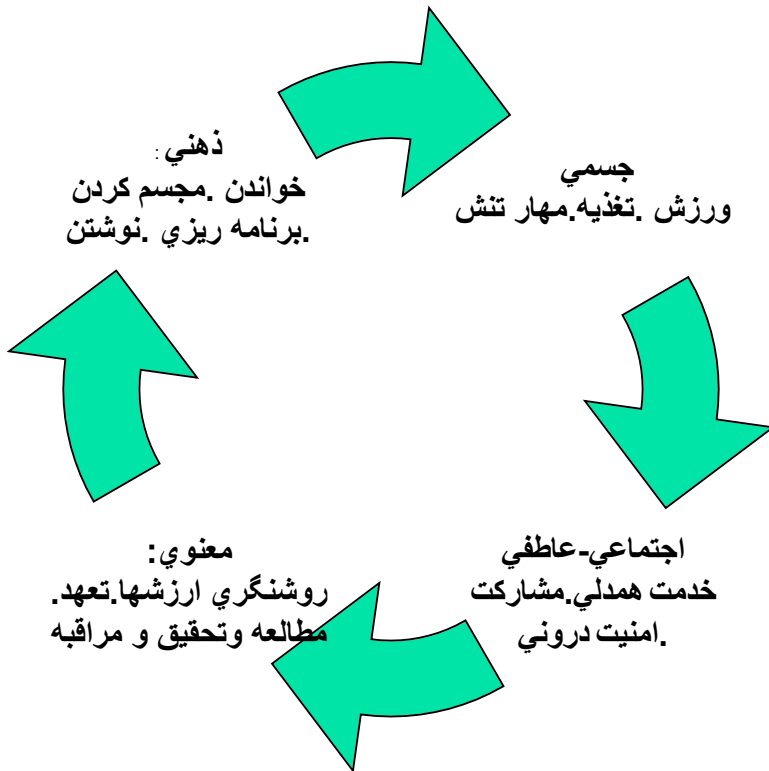 ذهني :
خواندن .مجسم كردن
.برنامه ريزي .نوشتن
جسمي
ورزش .تغذيه.مهار تنش
اجتماعي-عاطفي
خدمت همدلي.مشاركت
.امنيت دروني
معنوي:
روشنگري ارزشها.تعهد.
مطالعه وتحقيق و مراقبه